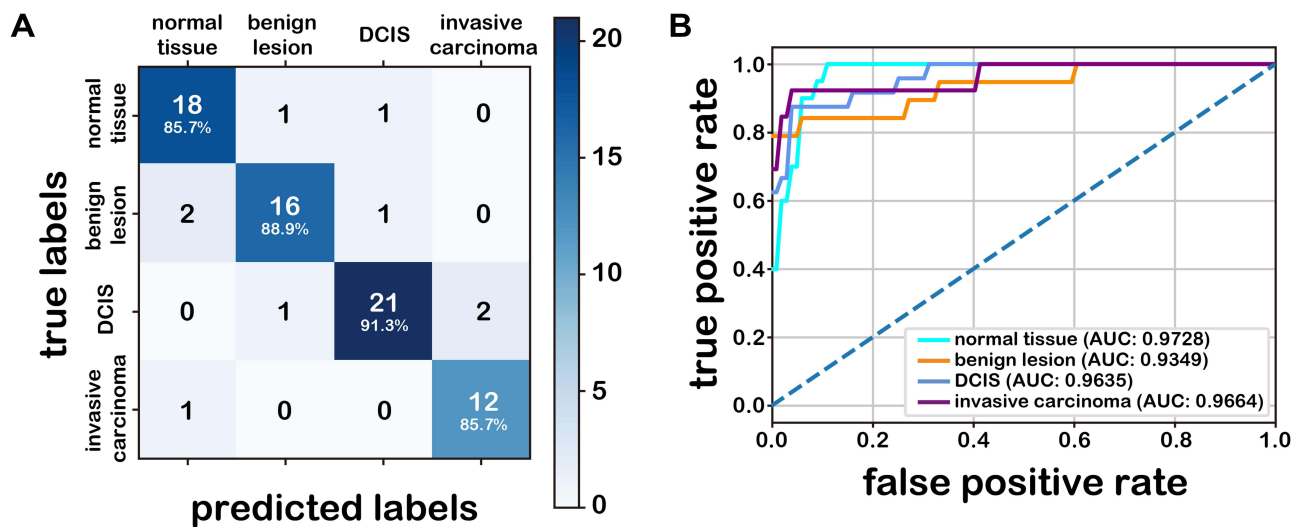 A
normal
tissue
benign
lesion
DCIS
invasive
carcinoma
true labels
normal
tissue
18
85.7%
1
1
0
benign
lesion
2
16
88.9%
1
0
DCIS
0
1
21
91.3%
2
invasive
carcinoma
1
0
0
12
85.7%
predicted labels
20
15
10
5
0
B
true positive rate
1.0
0.8
0.6
0.4
0.2
0.0
normal tissue (AUC: 0.9728)
benign lesion (AUC: 0.9349)
DCIS (AUC: 0.9635)
invasive carcinoma (AUC: 0.9664)
0.0
0.2
0.4
0.6
0.8
1.0
false positive rate